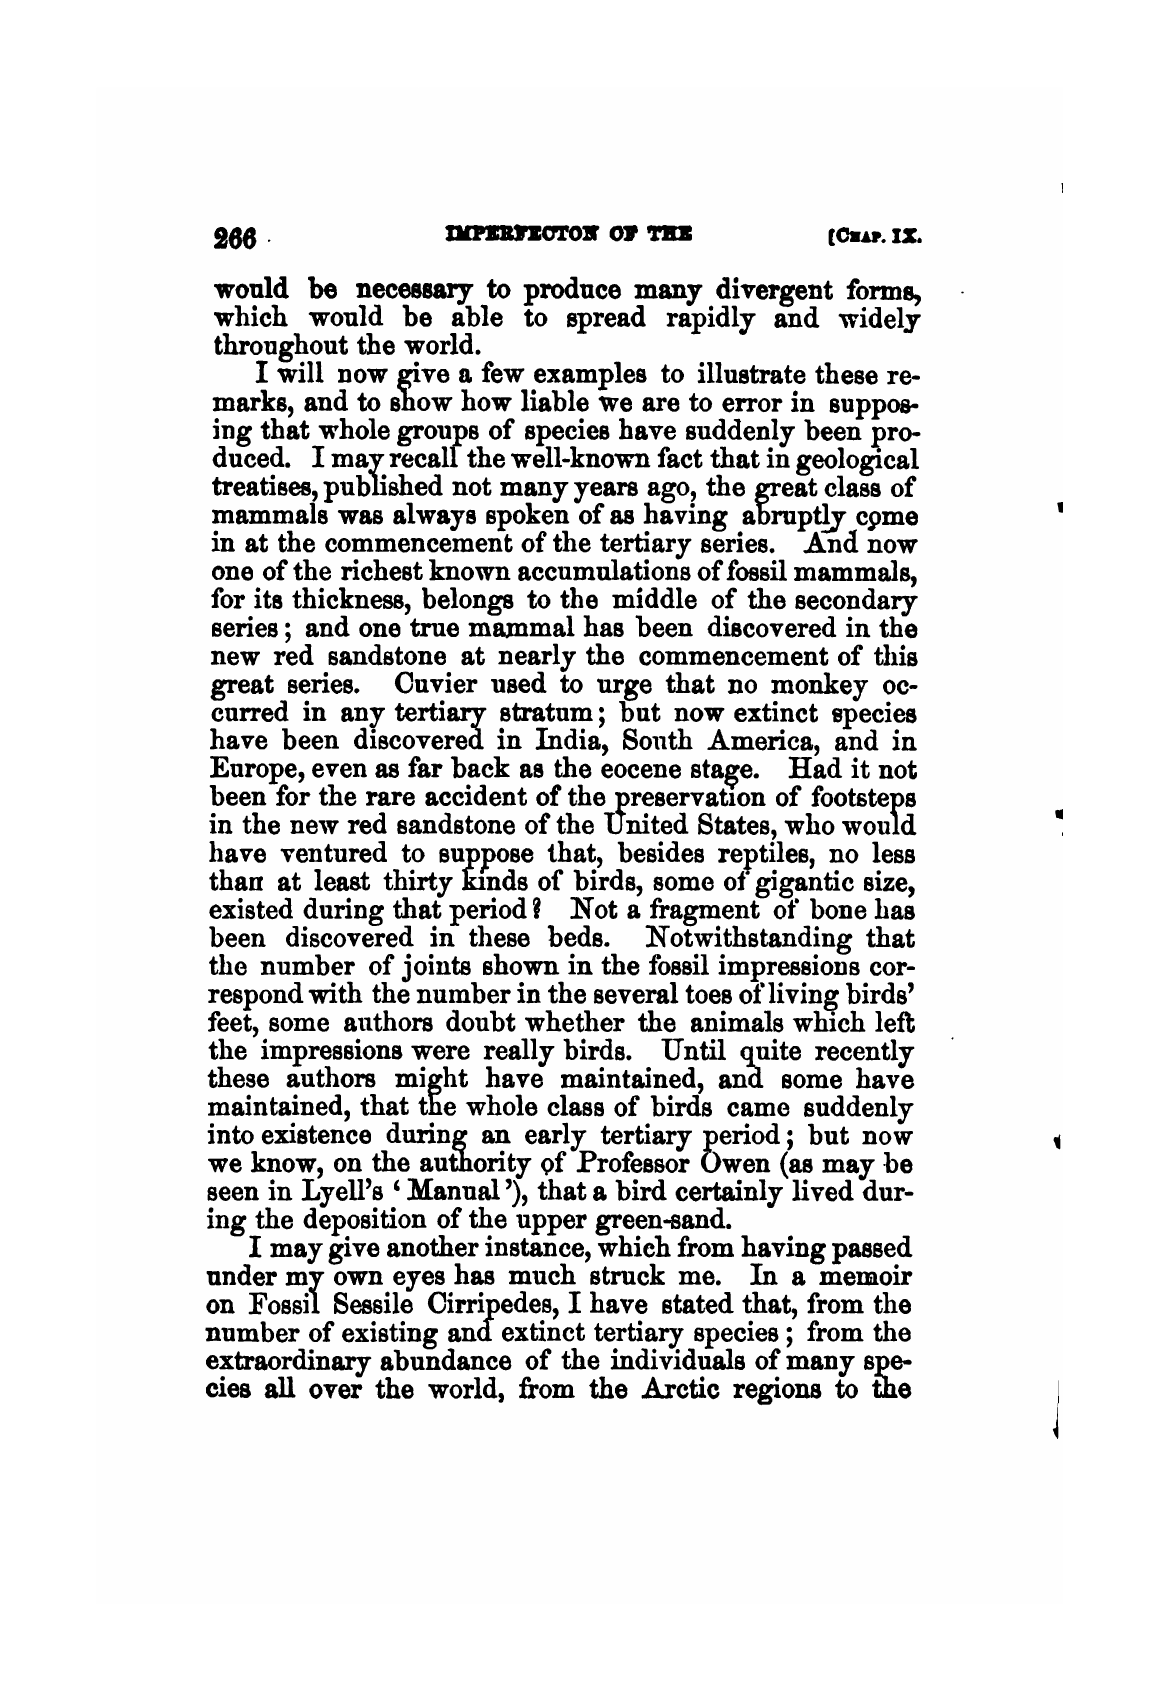 266 IMPERFECTON OF THE [CHAP. IX.
would be necessary to produce many divergent forms,
which would be able to spread rapidly and widely
throughout the world.
I will now give a few examples to illustrate these re-
marks, and to show how liable we are to error in suppos-
ing that whole groups of species have suddenly been pro-
duced. I may recall the well-known fact that in geological
treatises, published not many years ago, the great class of
mammals was always spoken of as having abruptly come
in at the commencement of the tertiary series. And now
one of the richest known accumulations of fossil mammals,
for its thickness, belongs to the middle of the secondary
series; and one true mammal has been discovered in the
new red sandstone at nearly the commencement of this
great series. Cuvier used to urge that no monkey oc-
curred in any tertiary stratum; but now extinct species
have been discovered in India, South America, and in
Europe, even as far back as the eocene stage. Had it not
been for the rare accident of the preservation of footsteps
in the new red sandstone of the United States, who would
have ventured to suppose that, besides reptiles, no less
than at least thirty kinds of birds, some of gigantic size,
existed during that period? Not a fragment of bone has
been discovered in these beds. Notwithstanding that
the number of joints shown in the fossil impressions cor-
respond with the number in the several toes of living birds'
feet, some authors doubt whether the animals which left
the impressions were really birds. Until quite recently
these authors might have maintained, and some have
maintained, that the whole class of birds came suddenly
into existence during an early tertiary period; but now
we know, on the authority of Professor Owen (as may be
seen in Lyell's ‘Manual’), that a bird certainly lived dur-
ing the deposition of the upper green-sand.
I may give another instance, which from having passed
under my own eyes has much struck me. In a memoir
on Fossil Sessile Cirripedes, I have stated that, from the
number of existing and extinct tertiary species; from the
extraordinary abundance of the individuals of many spe-
cies all over the world, from the Arctic regions to the